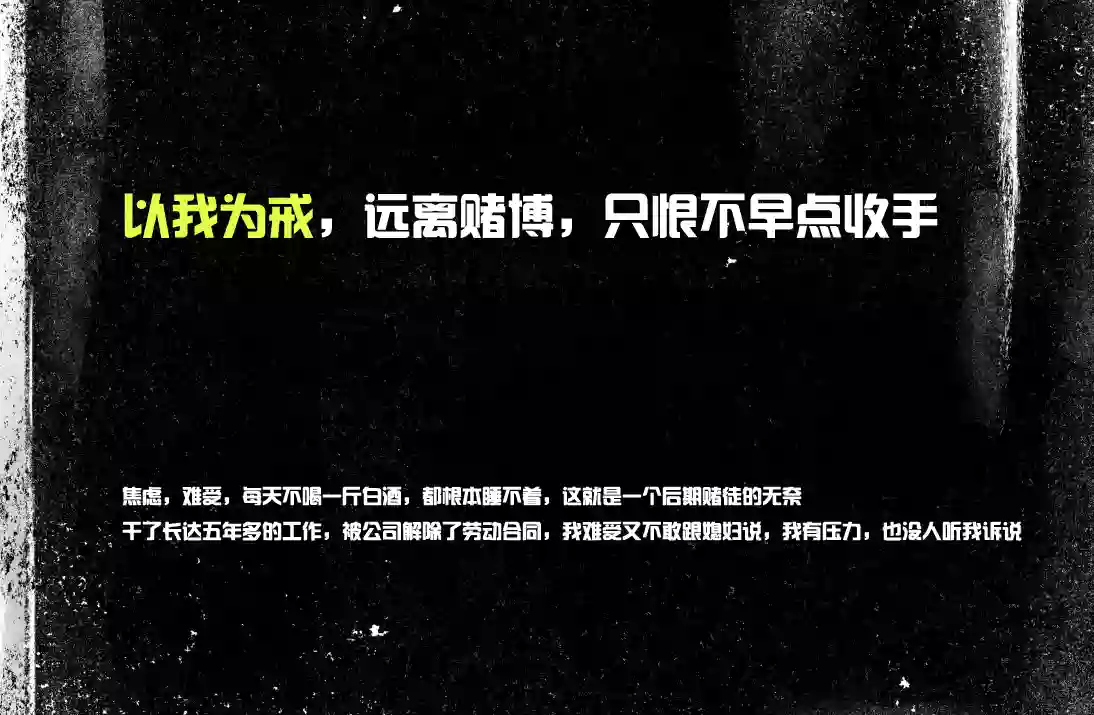 以我为戒，远离赌博，只恨不早点收手
焦虑，难受，每天不喝一斤白酒，都根本睡不着，这就是一个后期赌徒的无奈
干了长达五年多的工作，被公司解除了劳动合同，我难受又不敢跟媳妇说，我有压力，也没人听我诉说